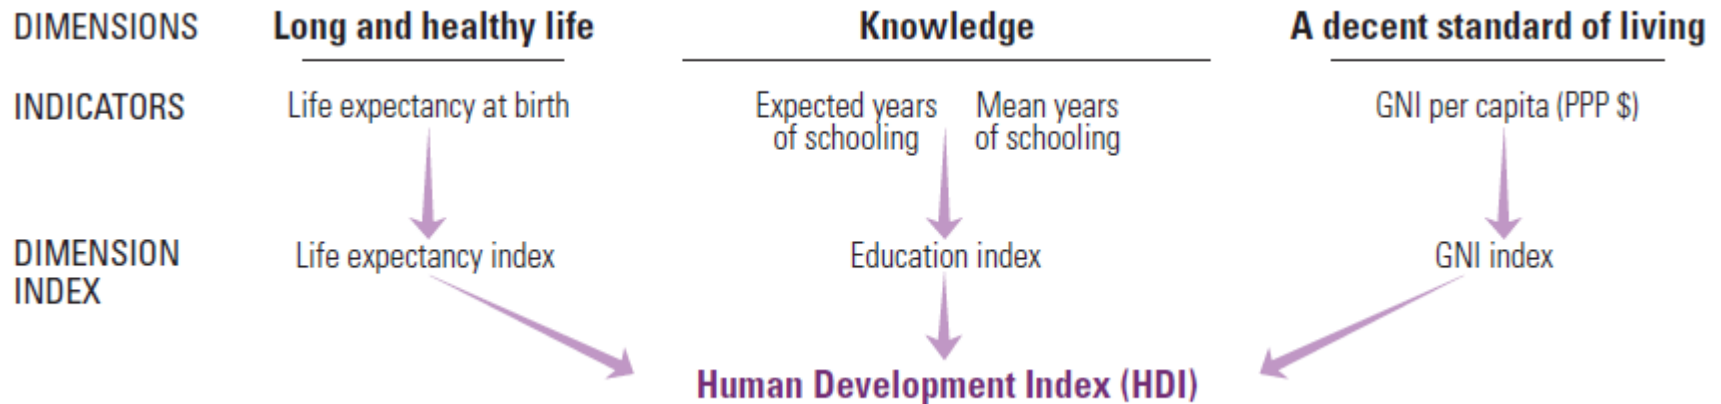 DIMENSIONS Long and healthy life Knowledge A decent standard of living
INDICATORS Life expectancy at birth Expected years Mean years GNI per capita (PPP $)
of schooling of schooling
DIMENSION Life expectancy index Education index GNI index
INDEX
Human Development Index (HDI)